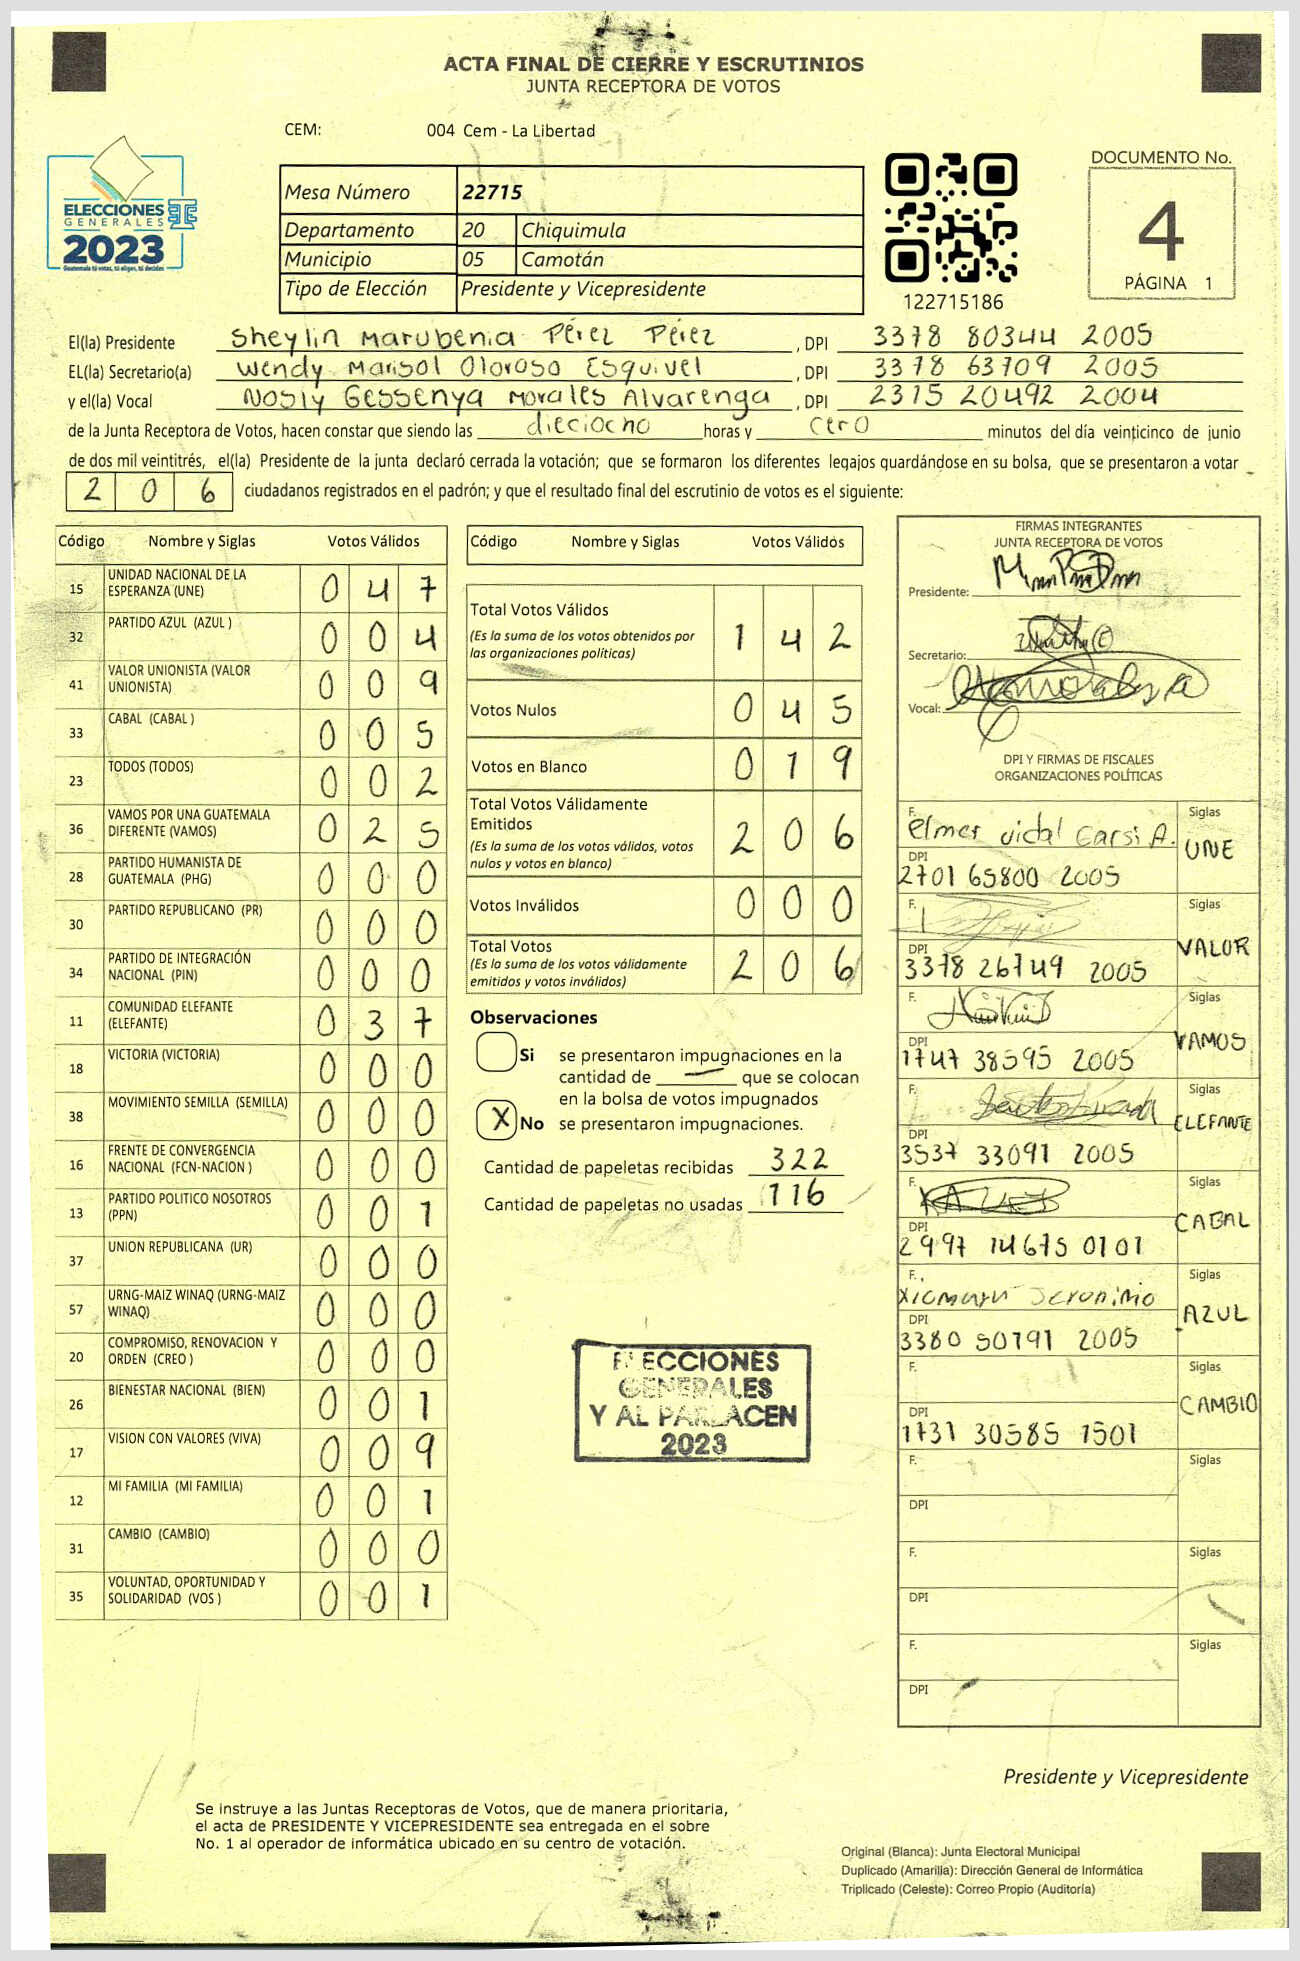 ACTA FINAL DE CIERRE Y ESCRUTINIOS
JUNTA RECEPTORA DE VOTOS
CEM: 004 Cem - La Libertad
ELECCIONES
GENERALES
2023
Guatemala tú votas, tú eliges, tú decides
Mesa Número 22715
Departamento 20 Chiquimula
Municipio 05 Camotán
Tipo de Elección Presidente y Vicepresidente
122715186
DOCUMENTO No.
4
PÁGINA 1
El(la) Presidente Sheylin Marubenia Pérez Pérez , DPI 3378 80344 2005
EL(la) Secretario(a) Wendy Marisol Oloroso Esquivel , DPI 3378 63709 2005
y el(la) Vocal Nosly Gessenya Morales Alvarenga , DPI 2315 20492 2004
de la Junta Receptora de Votos, hacen constar que siendo las dieciocho horas y cero minutos del día veinticinco de junio
de dos mil veintitrés, el(la) Presidente de la junta declaró cerrada la votación; que se formaron los diferentes legajos quardándose en su bolsa, que se presentaron a votar
2 0 6 ciudadanos registrados en el padrón; y que el resultado final del escrutinio de votos es el siguiente:
Código Nombre y Siglas Votos Válidos
15 UNIDAD NACIONAL DE LA ESPERANZA (UNE) 0 4 7
32 PARTIDO AZUL (AZUL ) 0 0 4
41 VALOR UNIONISTA (VALOR UNIONISTA) 0 0 9
33 CABAL (CABAL ) 0 0 5
23 TODOS (TODOS) 0 0 2
36 VAMOS POR UNA GUATEMALA DIFERENTE (VAMOS) 0 2 5
28 PARTIDO HUMANISTA DE GUATEMALA (PHG) 0 0 0
30 PARTIDO REPUBLICANO (PR) 0 0 0
34 PARTIDO DE INTEGRACIÓN NACIONAL (PIN) 0 0 0
11 COMUNIDAD ELEFANTE (ELEFANTE) 0 3 7
18 VICTORIA (VICTORIA) 0 0 0
38 MOVIMIENTO SEMILLA (SEMILLA) 0 0 0
16 FRENTE DE CONVERGENCIA NACIONAL (FCN-NACION ) 0 0 0
13 PARTIDO POLITICO NOSOTROS (PPN) 0 0 1
37 UNION REPUBLICANA (UR) 0 0 0
57 URNG-MAIZ WINAQ (URNG-MAIZ WINAQ) 0 0 0
20 COMPROMISO, RENOVACION Y ORDEN (CREO ) 0 0 0
26 BIENESTAR NACIONAL (BIEN) 0 0 1
17 VISION CON VALORES (VIVA) 0 0 9
12 MI FAMILIA (MI FAMILIA) 0 0 1
31 CAMBIO (CAMBIO) 0 0 0
35 VOLUNTAD, OPORTUNIDAD Y SOLIDARIDAD (VOS ) 0 0 1
Código Nombre y Siglas Votos Válidos
Total Votos Válidos 1 4 2
(Es la suma de los votos obtenidos por
las organizaciones políticas)
Votos Nulos 0 4 5
Votos en Blanco 0 1 9
Total Votos Válidamente
Emitidos 2 0 6
(Es la suma de los votos válidos, votos
nulos y votos en blanco)
Votos Inválidos 0 0 0
Total Votos 2 0 6
(Es la suma de los votos válidamente
emitidos y votos inválidos)
Observaciones
Si se presentaron impugnaciones en la
cantidad de — que se colocan
en la bolsa de votos impugnados
X No se presentaron impugnaciones.
Cantidad de papeletas recibidas 322
Cantidad de papeletas no usadas 116
ELECCIONES
GENERALES
Y AL PARLACEN
2023
FIRMAS INTEGRANTES
JUNTA RECEPTORA DE VOTOS
Presidente:
Secretario:
Vocal:
DPI Y FIRMAS DE FISCALES
ORGANIZACIONES POLÍTICAS
F. Elmer vidal Garsi A. Siglas UNE
DPI 2701 65800 2005
F. Siglas VALOR
DPI 3378 26749 2005
F. Siglas VAMOS
DPI 1747 38595 2005
F. Siglas ELEFANTE
DPI 3537 33091 2005
F. Siglas CABAL
DPI 2997 14675 0101
F. Jeronimo Siglas AZUL
DPI 3380 50791 2005
F. Siglas CAMBIO
DPI 1731 30585 1501
F. Siglas
DPI
F. Siglas
DPI
F. Siglas
DPI
Presidente y Vicepresidente
Se instruye a las Juntas Receptoras de Votos, que de manera prioritaria,
el acta de PRESIDENTE Y VICEPRESIDENTE sea entregada en el sobre
No. 1 al operador de informática ubicado en su centro de votación.
Original (Blanca): Junta Electoral Municipal
Duplicado (Amarilla): Dirección General de Informática
Triplicado (Celeste): Correo Propio (Auditoría)